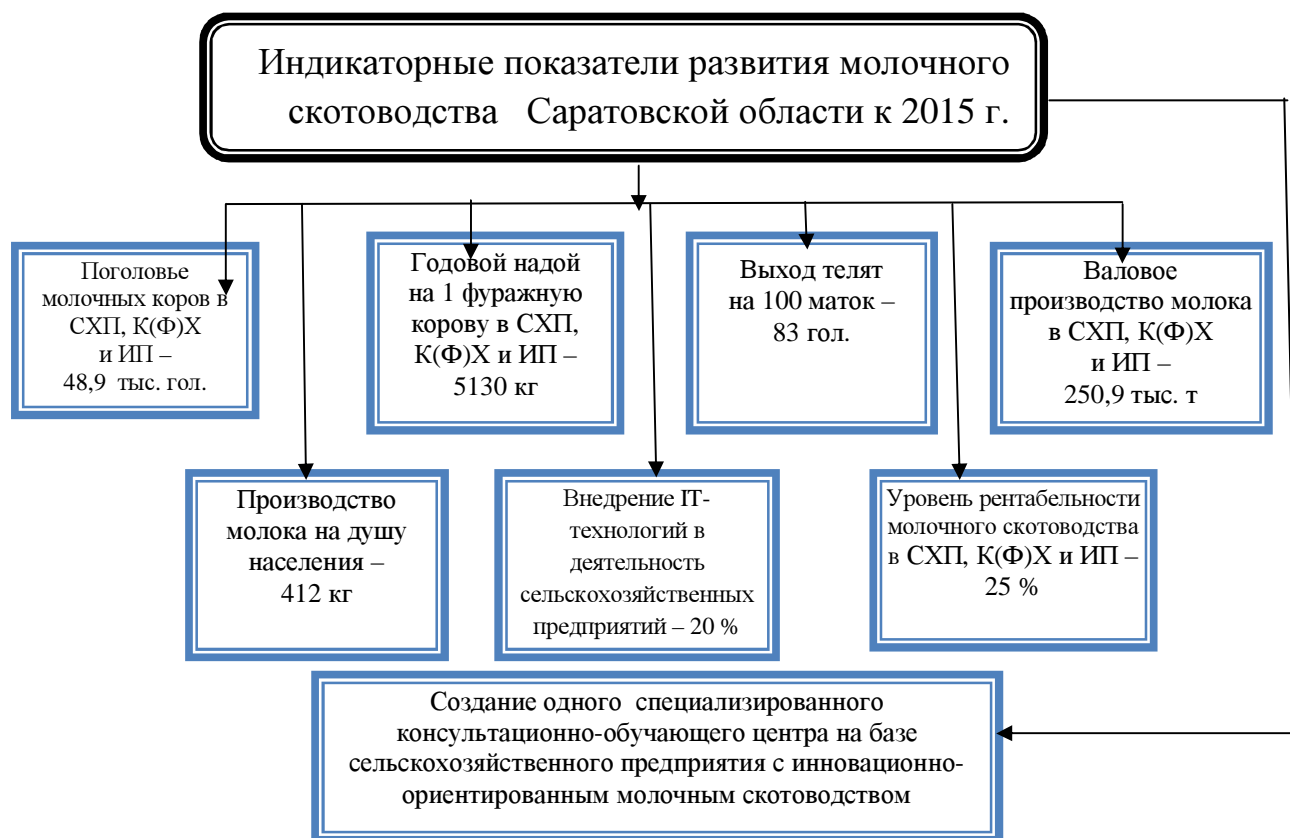 Индикаторные показатели развития молочного
скотоводства Саратовской области к 2015 г.
Поголовье
молочных коров в
СХП, К(Ф)Х
и ИП –
48,9 тыс. гол.
Годовой надой
на 1 фуражную
корову в СХП,
К(Ф)Х и ИП –
5130 кг
Выход телят
на 100 маток –
83 гол.
Валовое
производство молока
в СХП, К(Ф)Х
и ИП –
250,9 тыс. т
Производство
молока на душу
населения –
412 кг
Внедрение IT-
технологий в
деятельность
сельскохозяйственных
предприятий – 20 %
Уровень рентабельности
молочного скотоводства
в СХП, К(Ф)Х и ИП –
25 %
Создание одного специализированного
консультационно-обучающего центра на базе
сельскохозяйственного предприятия с инновационно-
ориентированным молочным скотоводством